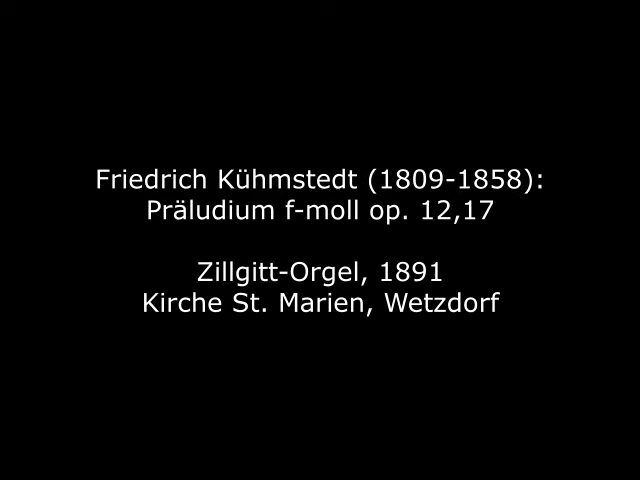 Friedrich Kühmstedt (1809-1858):
Präludium f-moll op. 12,17
Zillgitt-Orgel, 1891
Kirche St. Marien, Wetzdorf